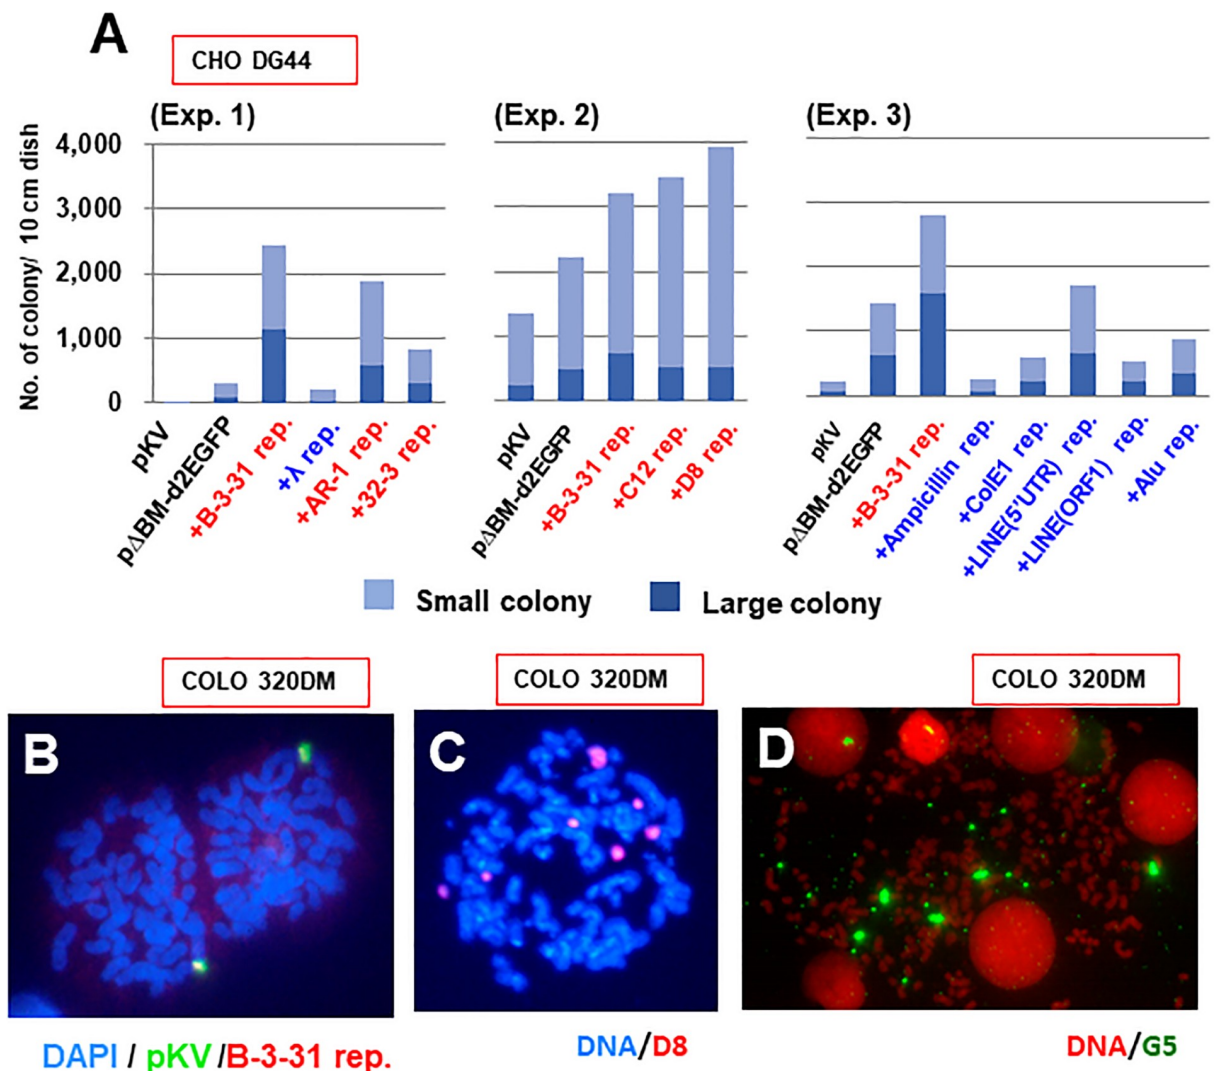 A
CHO DG44
(Exp. 1)
(Exp. 2)
(Exp. 3)
No. of colony/ 10 cm dish
4,000
3,000
2,000
1,000
0
pKV
pΔBM-d2EGFP
+B-3-31 rep.
+λ rep.
+AR-1 rep.
+32-3 rep.
pKV
pΔBM-d2EGFP
+B-3-31 rep.
+C12 rep.
+D8 rep.
pKV
pΔBM-d2EGFP
+B-3-31 rep.
+Ampicillin rep.
+ColE1 rep.
+LINE(5'UTR) rep.
+LINE(ORF1) rep.
+Alu rep.
Small colony
Large colony
COLO 320DM
COLO 320DM
COLO 320DM
B
C
D
DAPI / pKV /B-3-31 rep.
DNA/D8
DNA/G5